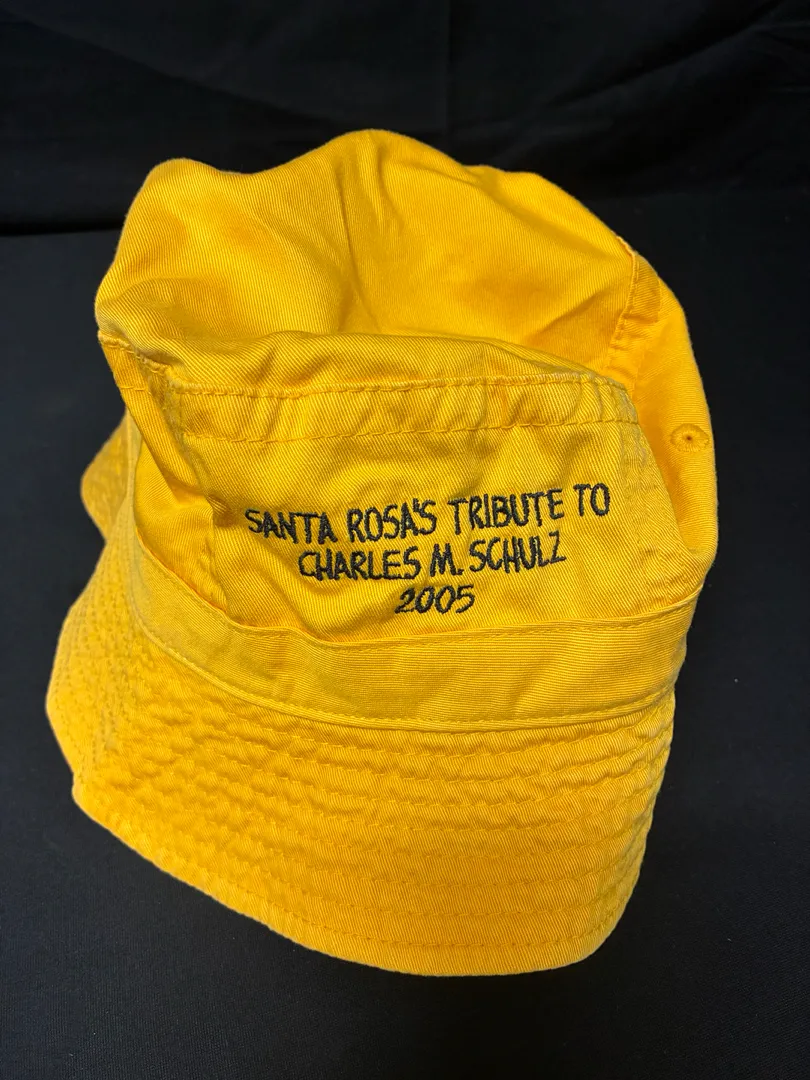 SANTA ROSA'S TRIBUTE TO
CHARLES M. SCHULZ
2005